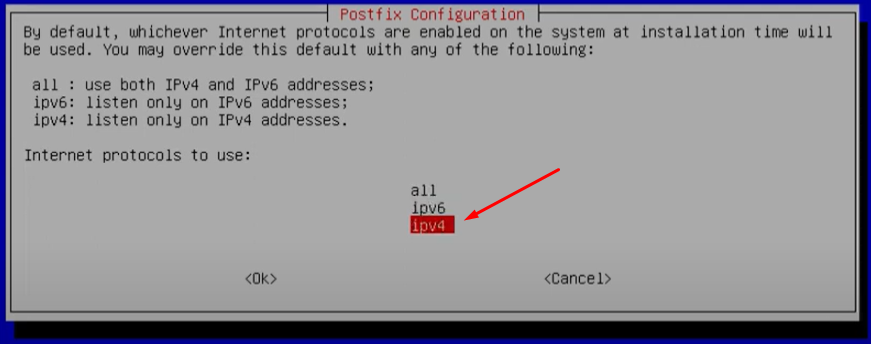 Postfix Configuration
By default, whichever Internet protocols are enabled on the system at installation time will
be used. You may override this default with any of the following:
all : use both IPv4 and IPv6 addresses;
ipv6: listen only on IPv6 addresses;
ipv4: listen only on IPv4 addresses.
Internet protocols to use:
all
ipv6
ipv4
<Ok> <Cancel>